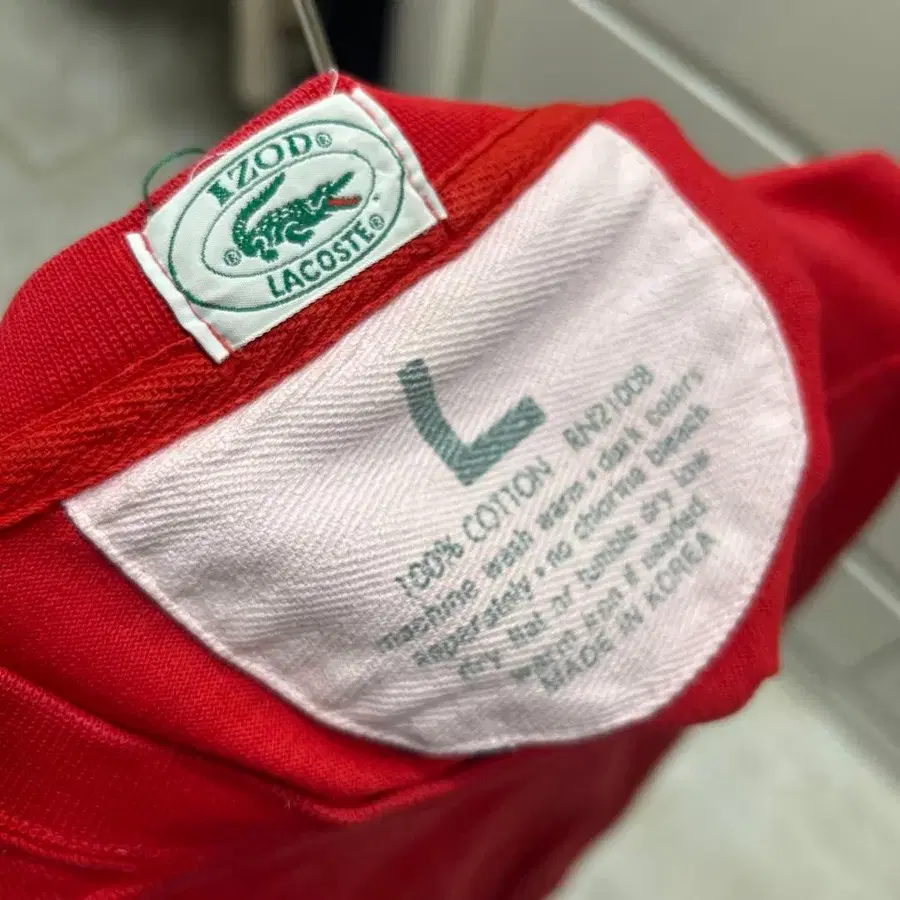 IZOD®
®
LACOSTE®
L
100% COTTON RN21008
machine wash warm • dark colors
seperately • no chlorine bleach
dry flat or tumble dry low
warm iron if needed
MADE IN KOREA